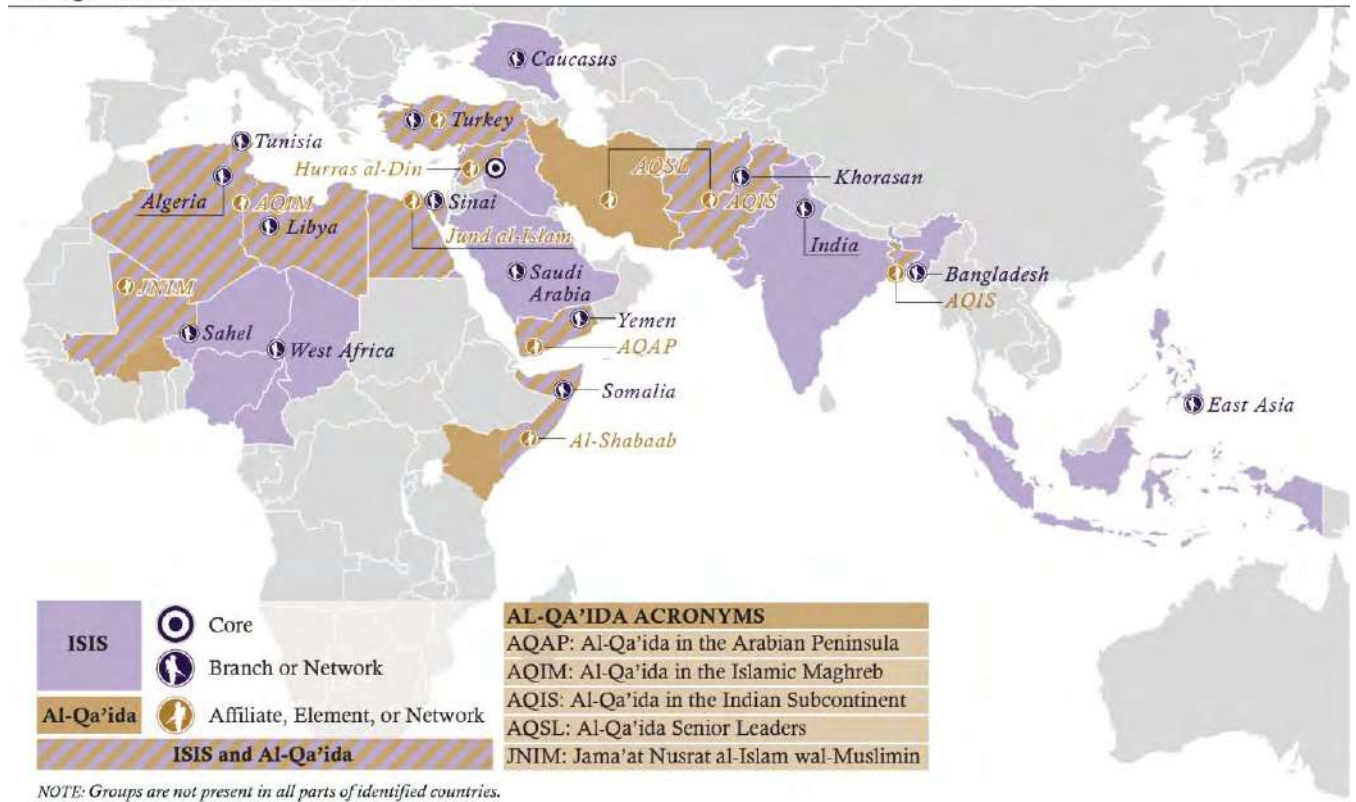 Caucasus
Turkey
Tunisia
Hurras al-Din
AQSL
Khorasan
Algeria
AQIM
Sinai
AQIS
Libya
Jund al-Islam
India
Saudi
Arabia
Bangladesh
JNIM
AQIS
Yemen
Sahel
West Africa
AQAP
Somalia
East Asia
Al-Shabaab
ISIS
Core
Branch or Network
Al-Qa'ida
Affiliate, Element, or Network
ISIS and Al-Qa'ida
AL-QA'IDA ACRONYMS
AQAP: Al-Qa'ida in the Arabian Peninsula
AQIM: Al-Qa'ida in the Islamic Maghreb
AQIS: Al-Qa'ida in the Indian Subcontinent
AQSL: Al-Qa'ida Senior Leaders
JNIM: Jama'at Nusrat al-Islam wal-Muslimin
NOTE: Groups are not present in all parts of identified countries.